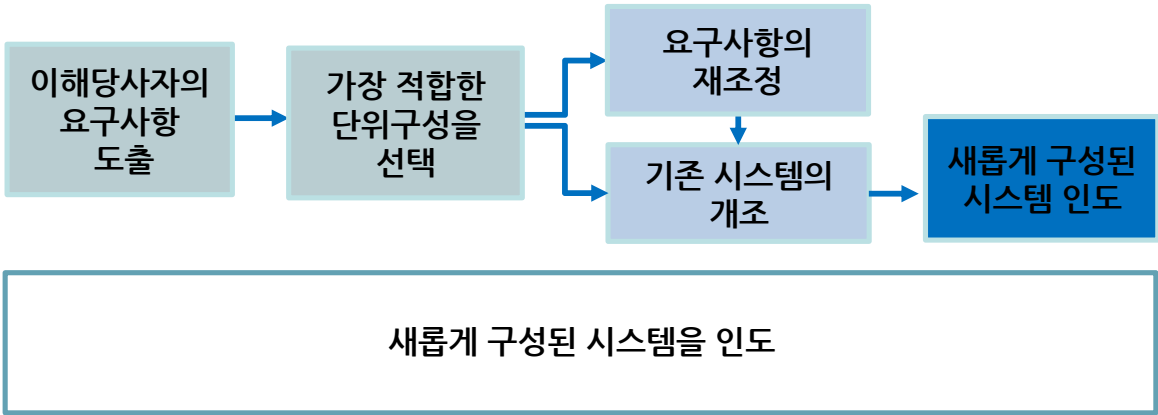 이해당사자의
요구사항
도출
가장 적합한
단위구성을
선택
요구사항의
재조정
기존 시스템의
개조
새롭게 구성된
시스템 인도
새롭게 구성된 시스템을 인도